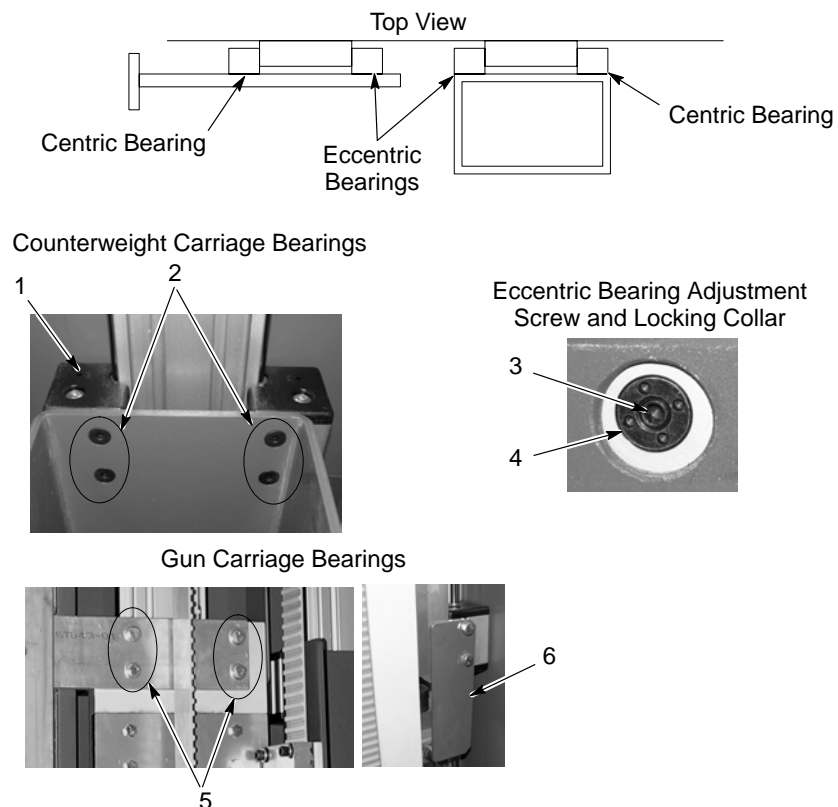 Top View
Centric Bearing
Eccentric
Bearings
Centric Bearing
Counterweight Carriage Bearings
1
2
Eccentric Bearing Adjustment
Screw and Locking Collar
3
4
Gun Carriage Bearings
6
5